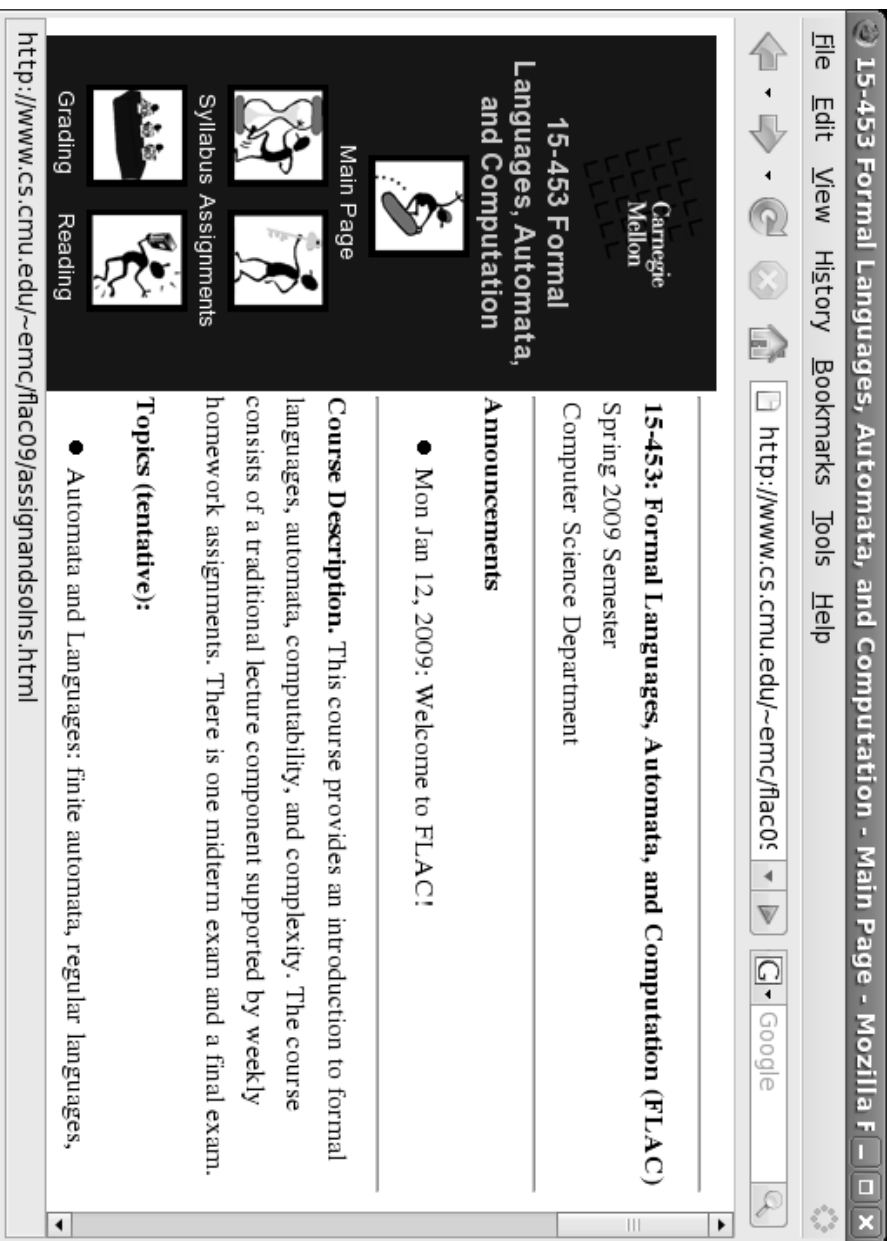 15-453 Formal Languages, Automata, and Computation - Main Page - Mozilla F
File Edit View History Bookmarks Tools Help
http://www.cs.cmu.edu/~emc/flac09
G Google
Carnegie
Mellon
15-453 Formal
Languages, Automata,
and Computation
Main Page
Syllabus Assignments
Grading Reading
15-453: Formal Languages, Automata, and Computation (FLAC)
Spring 2009 Semester
Computer Science Department
Announcements
● Mon Jan 12, 2009: Welcome to FLAC!
Course Description. This course provides an introduction to formal
languages, automata, computability, and complexity. The course
consists of a traditional lecture component supported by weekly
homework assignments. There is one midterm exam and a final exam.
Topics (tentative):
● Automata and Languages: finite automata, regular languages,
http://www.cs.cmu.edu/~emc/flac09/assignandsolns.html